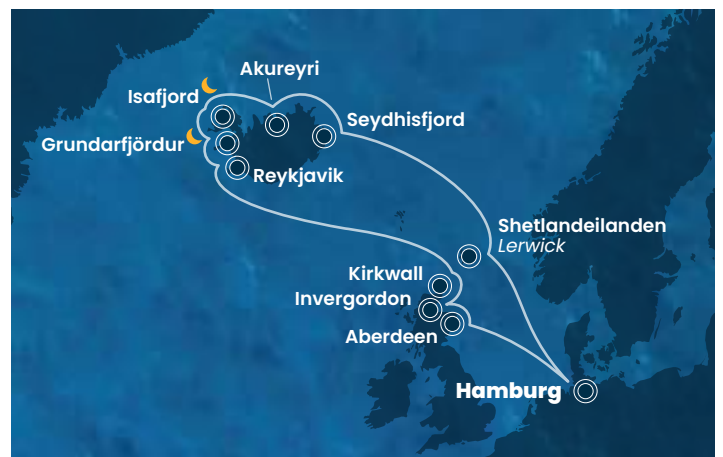 Akureyri
Isafjord
Seydhisfjord
Grundarfjördur
Reykjavik
Shetlandeilanden
Lerwick
Kirkwall
Invergordon
Aberdeen
Hamburg